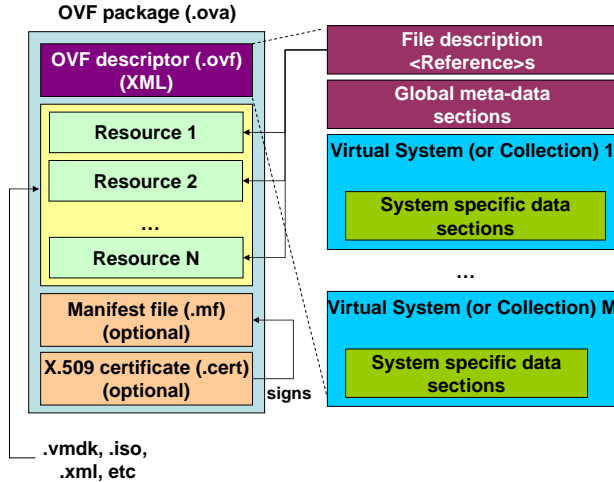 OVF package (.ova)
OVF descriptor (.ovf)
(XML)
Resource 1
Resource 2
…
Resource N
Manifest file (.mf)
(optional)
X.509 certificate (.cert)
(optional)
signs
.vmdk, .iso,
.xml, etc
File description
<Reference>s
Global meta-data
sections
Virtual System (or Collection) 1
System specific data
sections
…
Virtual System (or Collection) M
System specific data
sections